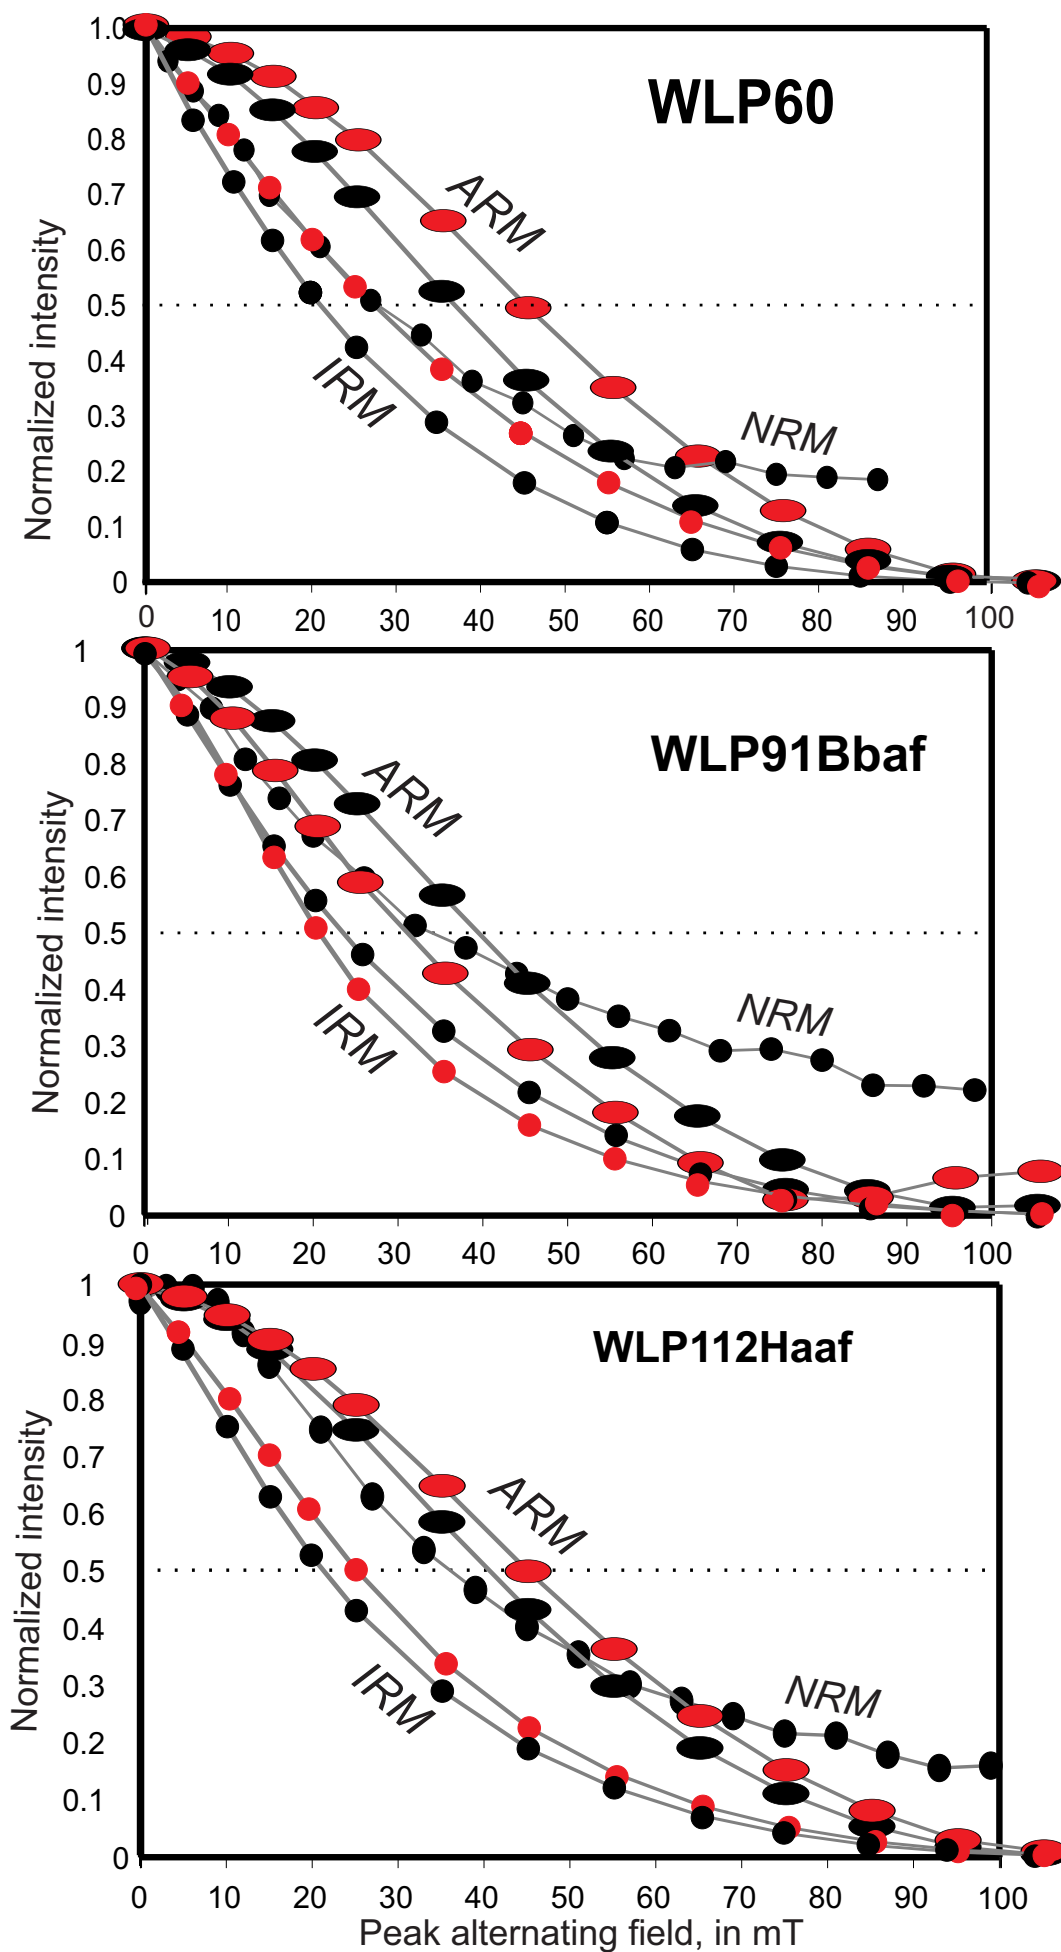 1.0
WLP60
0.9
0.8
0.7
ARM
0.6
Normalized intensity
0.5
0.4
IRM
0.3
NRM
0.2
0.1
0
0 10 20 30 40 50 60 70 80 90 100
1
0.9
WLP91Bbaf
0.8
ARM
0.7
0.6
Normalized intensity
0.5
0.4
IRM
NRM
0.3
0.2
0.1
0
0 10 20 30 40 50 60 70 80 90 100
1
0.9
WLP112Haaf
0.8
0.7
0.6
ARM
Normalized intensity
0.5
0.4
0.3
IRM
NRM
0.2
0.1
0
0 10 20 30 40 50 60 70 80 90 100
Peak alternating field, in mT